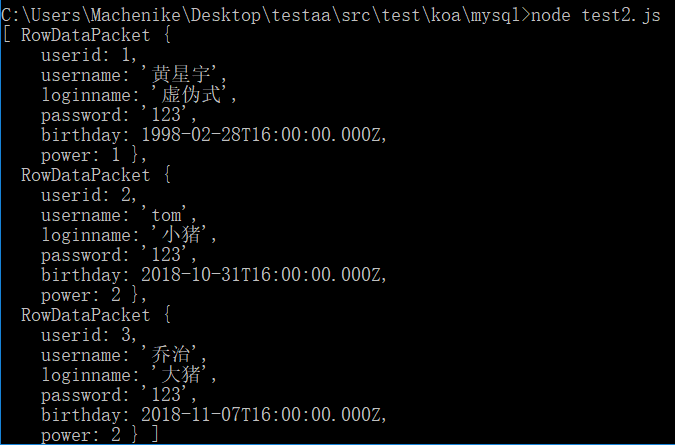 C:\Users\Machenike\Desktop\testaa\src\test\koa\mysql>node test2.js
[ RowDataPacket {
    userid: 1,
    username: '黄星宇',
    loginname: '虚伪式',
    password: '123',
    birthday: 1998-02-28T16:00:00.000Z,
    power: 1 },
  RowDataPacket {
    userid: 2,
    username: 'tom',
    loginname: '小猪',
    password: '123',
    birthday: 2018-10-31T16:00:00.000Z,
    power: 2 },
  RowDataPacket {
    userid: 3,
    username: '乔治',
    loginname: '大猪',
    password: '123',
    birthday: 2018-11-07T16:00:00.000Z,
    power: 2 } ]